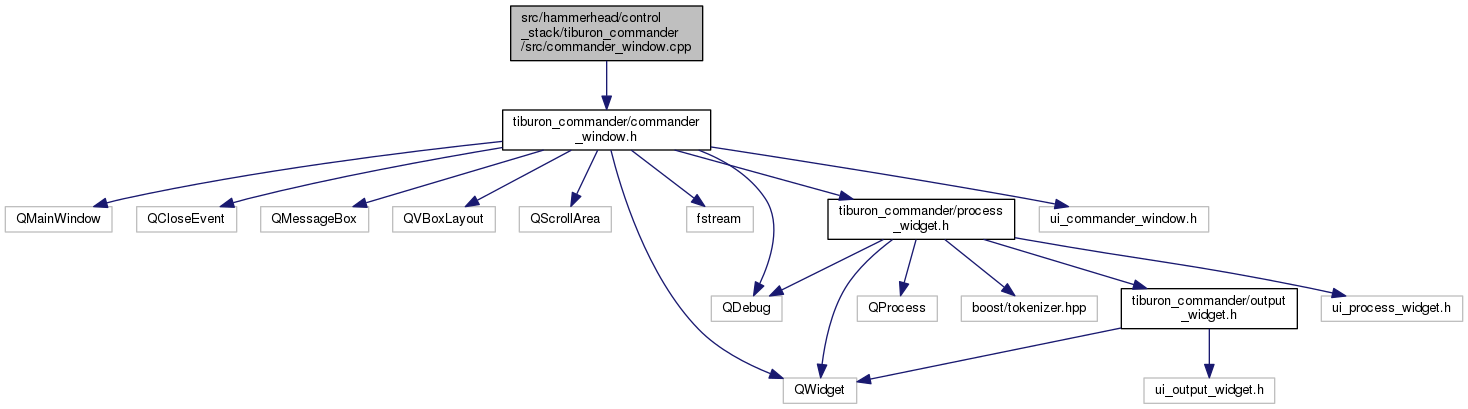 src/hammerhead/control
_stack/tiburon_commander
/src/commander_window.cpp
tiburon_commander/commander
_window.h
QMainWindow
QCloseEvent
QMessageBox
QVBoxLayout
QScrollArea
fstream
tiburon_commander/process
_widget.h
ui_commander_window.h
QDebug
QProcess
boost/tokenizer.hpp
tiburon_commander/output
_widget.h
ui_process_widget.h
QWidget
ui_output_widget.h